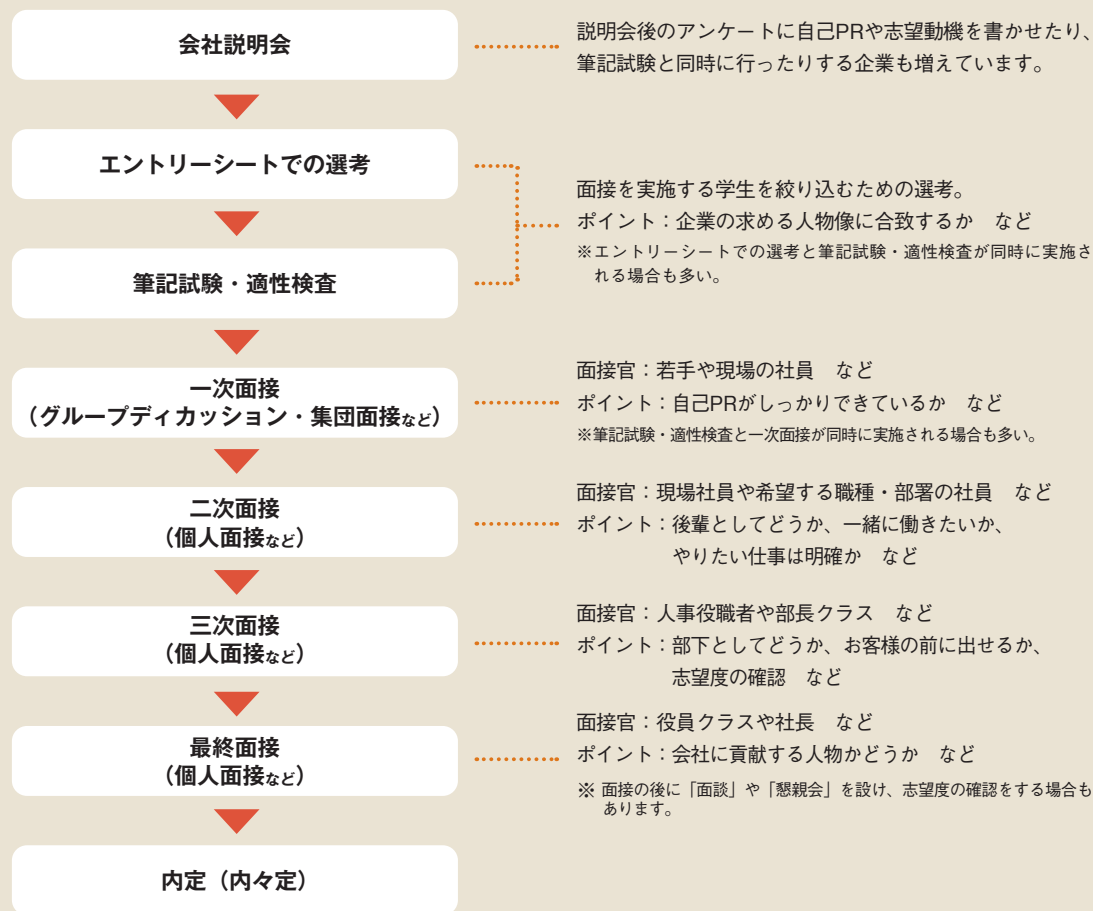 会社説明会
説明会後のアンケートに自己PRや志望動機を書かせたり、
筆記試験と同時に行ったりする企業も増えています。
エントリーシートでの選考
面接を実施する学生を絞り込むための選考。
ポイント：企業の求める人物像に合致するか　など
※エントリーシートでの選考と筆記試験・適性検査が同時に実施さ
れる場合も多い。
筆記試験・適性検査
一次面接
（グループディカッション・集団面接など）
面接官：若手や現場の社員　など
ポイント：自己PRがしっかりできているか　など
※筆記試験・適性検査と一次面接が同時に実施される場合も多い。
二次面接
（個人面接など）
面接官：現場社員や希望する職種・部署の社員　など
ポイント：後輩としてどうか、一緒に働きたいか、
やりたい仕事は明確か　など
三次面接
（個人面接など）
面接官：人事役職者や部長クラス　など
ポイント：部下としてどうか、お客様の前に出せるか、
志望度の確認　など
最終面接
（個人面接など）
面接官：役員クラスや社長　など
ポイント：会社に貢献する人物かどうか　など
※ 面接の後に「面談」や「懇親会」を設け、志望度の確認をする場合も
あります。
内定（内々定）